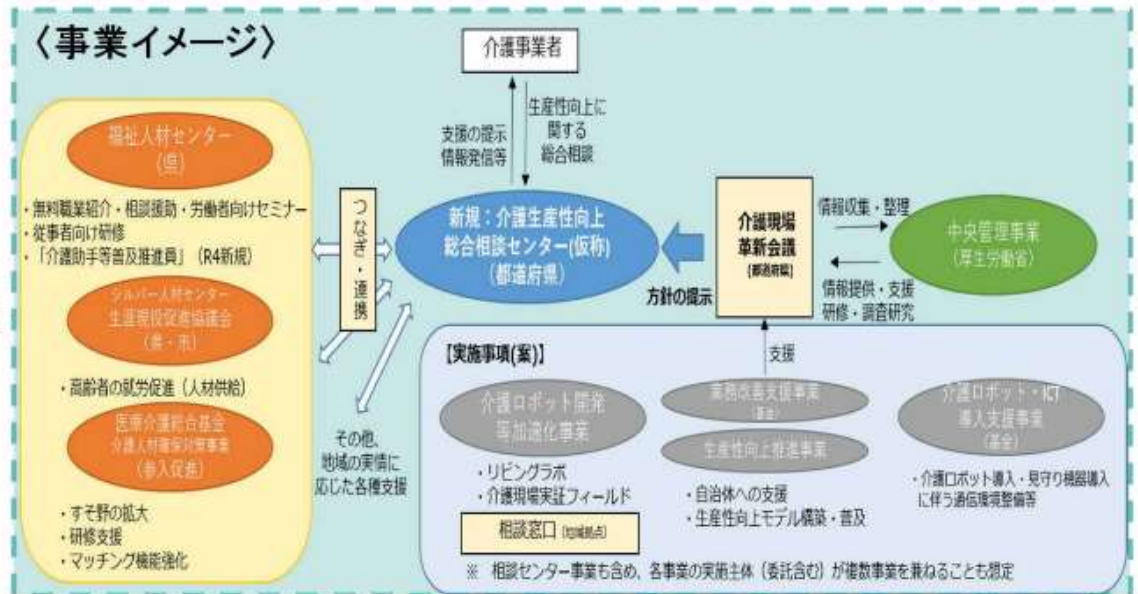 〈事業イメージ〉
介護事業者
支援の提示
情報発信等
生産性向上に
関する
総合相談
福祉人材センター
(県)
・無料職業紹介・相談援助・労働者向けセミナー
・従事者向け研修
・「介護助手等普及推進員」(R4新規)
シルバー人材センター
生涯現役促進協議会
(県・市)
・高齢者の就労促進(人材供給)
医療介護総合基金
介護人材確保対策事業
(参入促進)
・すそ野の拡大
・研修支援
・マッチング機能強化
つなぎ・連携
新規:介護生産性向上
総合相談センター(仮称)
(都道府県)
その他、
地域の実情に
応じた各種支援
方針の提示
介護現場
革新会議
(都道府県)
情報収集・整理
情報提供・支援
研修・調査研究
中央管理事業
(厚生労働省)
支援
【実施事項(案)】
介護ロボット開発
等加速化事業
・リビングラボ
・介護現場実証フィールド
相談窓口(地域拠点)
業務改善支援事業
(基金)
生産性向上推進事業
・自治体への支援
・生産性向上モデル構築・普及
介護ロボット・ICT
導入支援事業
(基金)
・介護ロボット導入・見守り機器導入
に伴う通信環境整備等
※ 相談センター事業も含め、各事業の実施主体(委託含む)が複数事業を兼ねることも想定